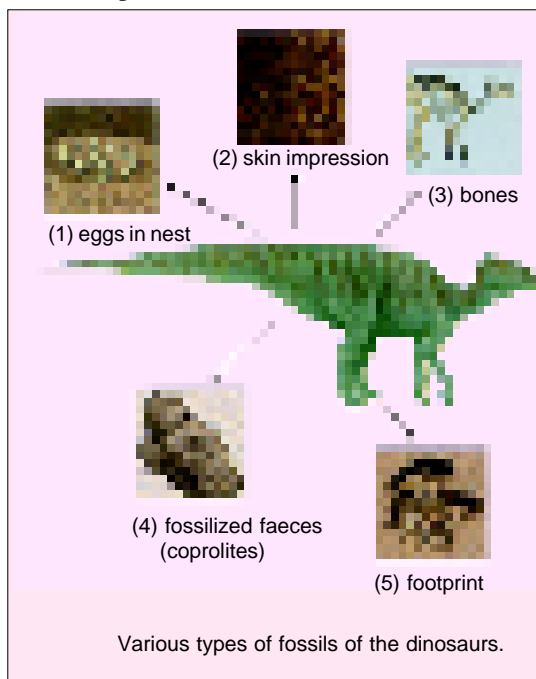 (2) skin impression
(3) bones
(1) eggs in nest
(4) fossilized faeces
(coprolites)
(5) footprint
Various types of fossils of the dinosaurs.